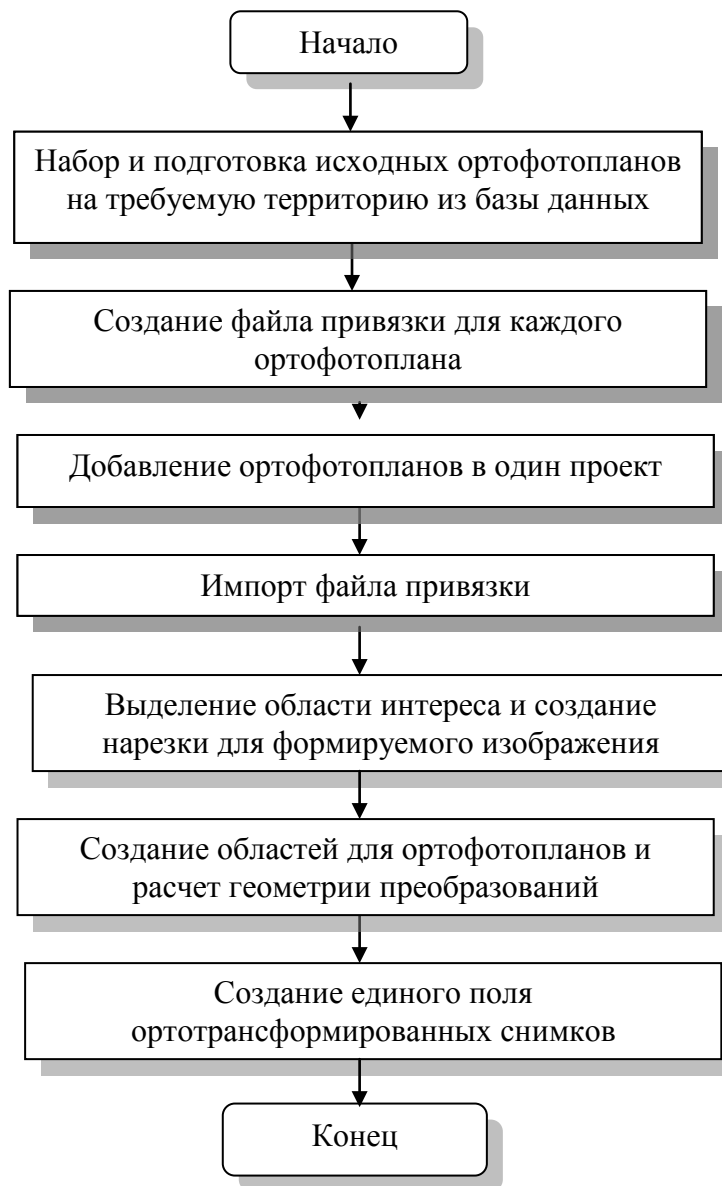 Начало
Набор и подготовка исходных ортофотопланов
на требуемую территорию из базы данных
Создание файла привязки для каждого
ортофотоплана
Добавление ортофотопланов в один проект
Импорт файла привязки
Выделение области интереса и создание
нарезки для формируемого изображения
Создание областей для ортофотопланов и
расчет геометрии преобразований
Создание единого поля
ортотрансформированных снимков
Конец